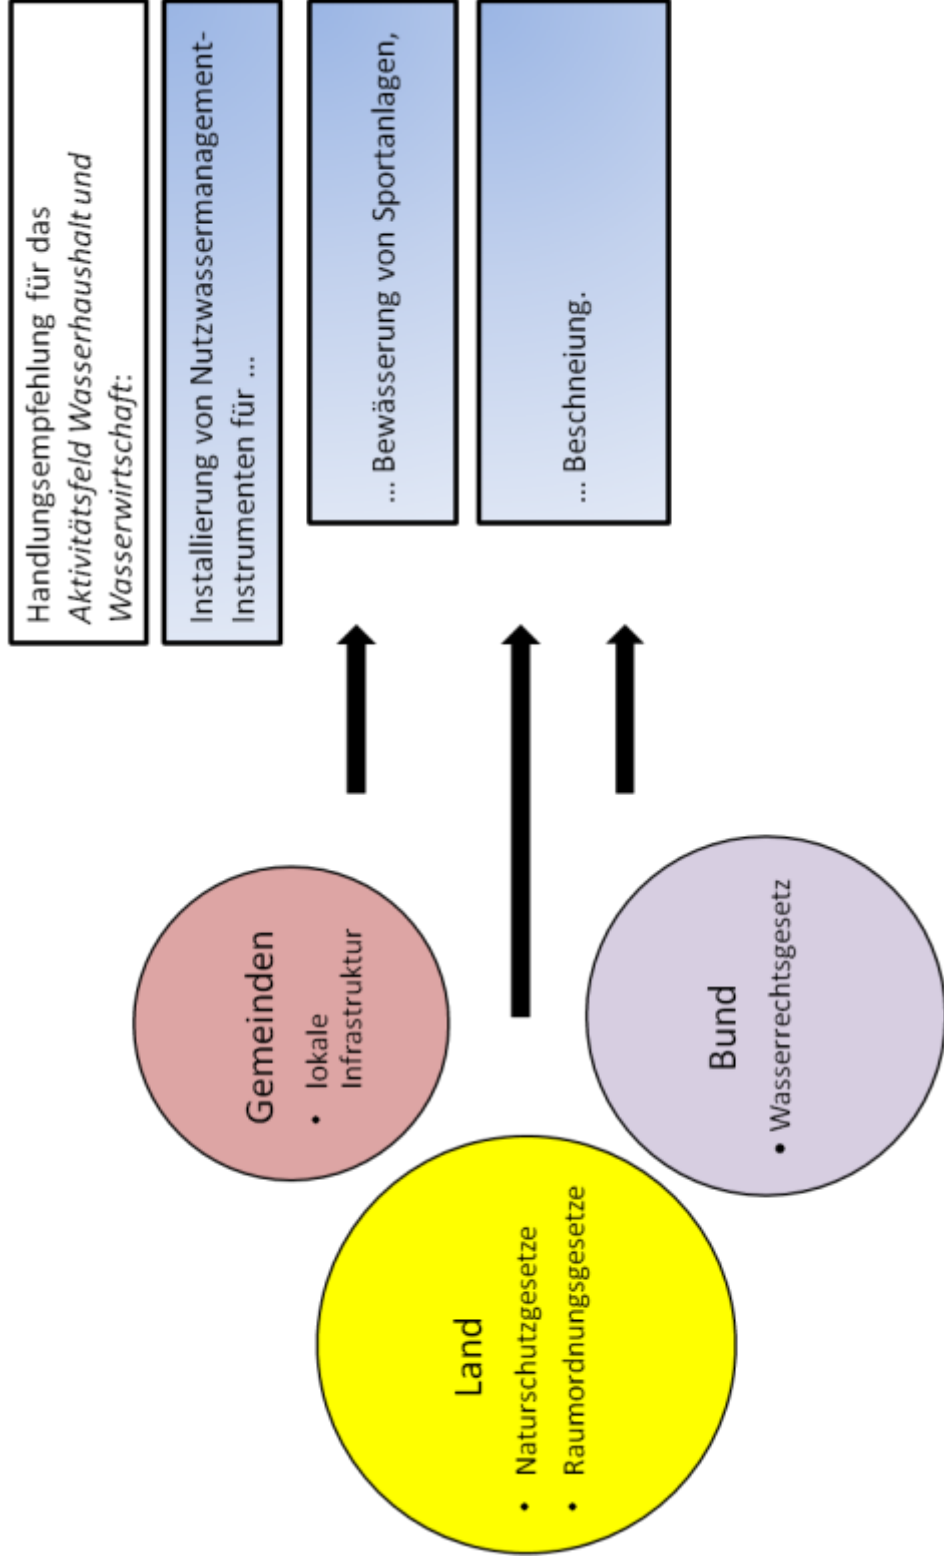 Handlungsempfehlung für das
Aktivitätsfeld Wasserhaushalt und
Wasserwirtschaft:
Installierung von Nutzwassermanagement-
Instrumenten für ...
... Bewässerung von Sportanlagen,
... Beschneiung.
Gemeinden
• lokale
Infrastruktur
Land
• Naturschutzgesetze
• Raumordnungsgesetze
Bund
• Wasserrechtsgesetz